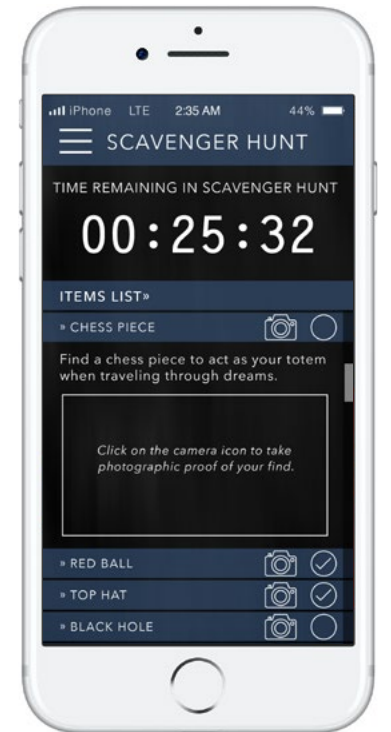 iPhone LTE 2:35 AM 44%
SCAVENGER HUNT
TIME REMAINING IN SCAVENGER HUNT
00:25:32
ITEMS LIST»
» CHESS PIECE
Find a chess piece to act as your totem
when traveling through dreams.
Click on the camera icon to take
photographic proof of your find.
» RED BALL
» TOP HAT
» BLACK HOLE